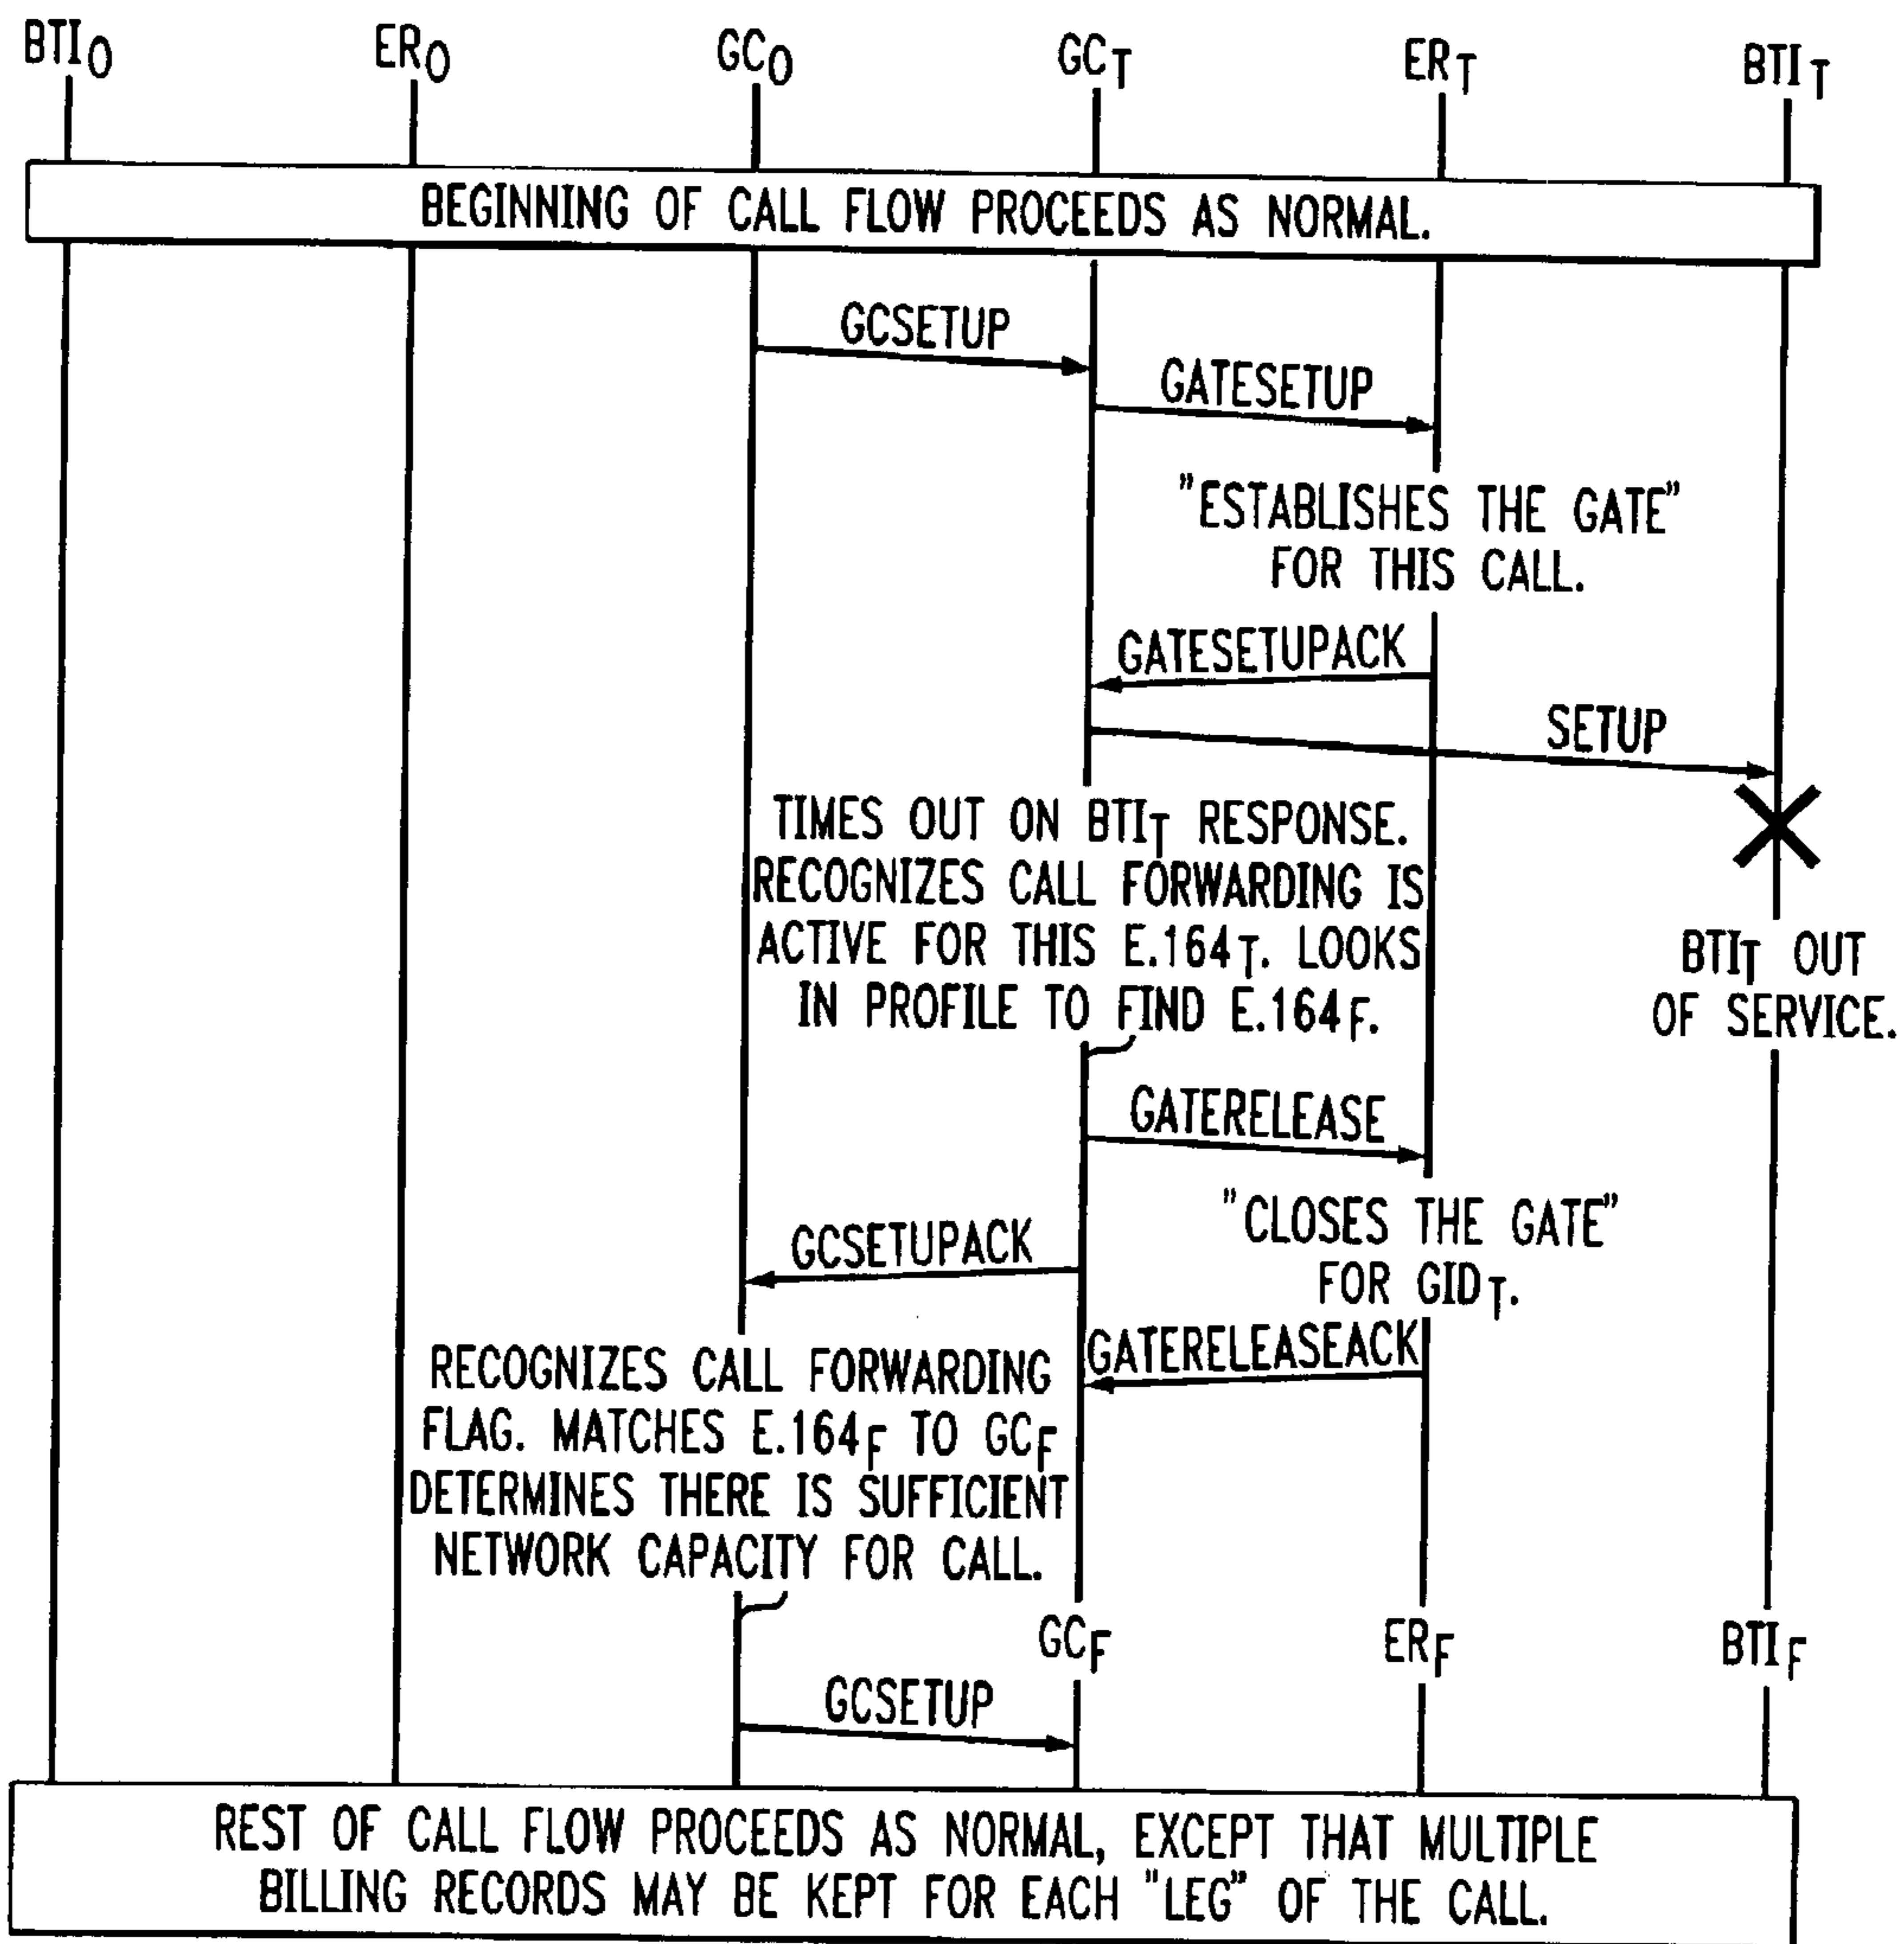 BTIO ERO GCO GCT ERT BTIT
BEGINNING OF CALL FLOW PROCEEDS AS NORMAL.
GCSETUP
GATESETUP
"ESTABLISHES THE GATE"
FOR THIS CALL.
GATESETUPACK
SETUP
TIMES OUT ON BTIT RESPONSE.
RECOGNIZES CALL FORWARDING IS
ACTIVE FOR THIS E.164T. LOOKS
IN PROFILE TO FIND E.164F.
BTIT OUT
OF SERVICE.
GATERELEASE
"CLOSES THE GATE"
FOR GIDT.
GCSETUPACK
GATERELEASEACK
RECOGNIZES CALL FORWARDING
FLAG. MATCHES E.164F TO GCF
DETERMINES THERE IS SUFFICIENT
NETWORK CAPACITY FOR CALL.
GCF ERF BTIF
GCSETUP
REST OF CALL FLOW PROCEEDS AS NORMAL, EXCEPT THAT MULTIPLE
BILLING RECORDS MAY BE KEPT FOR EACH "LEG" OF THE CALL.